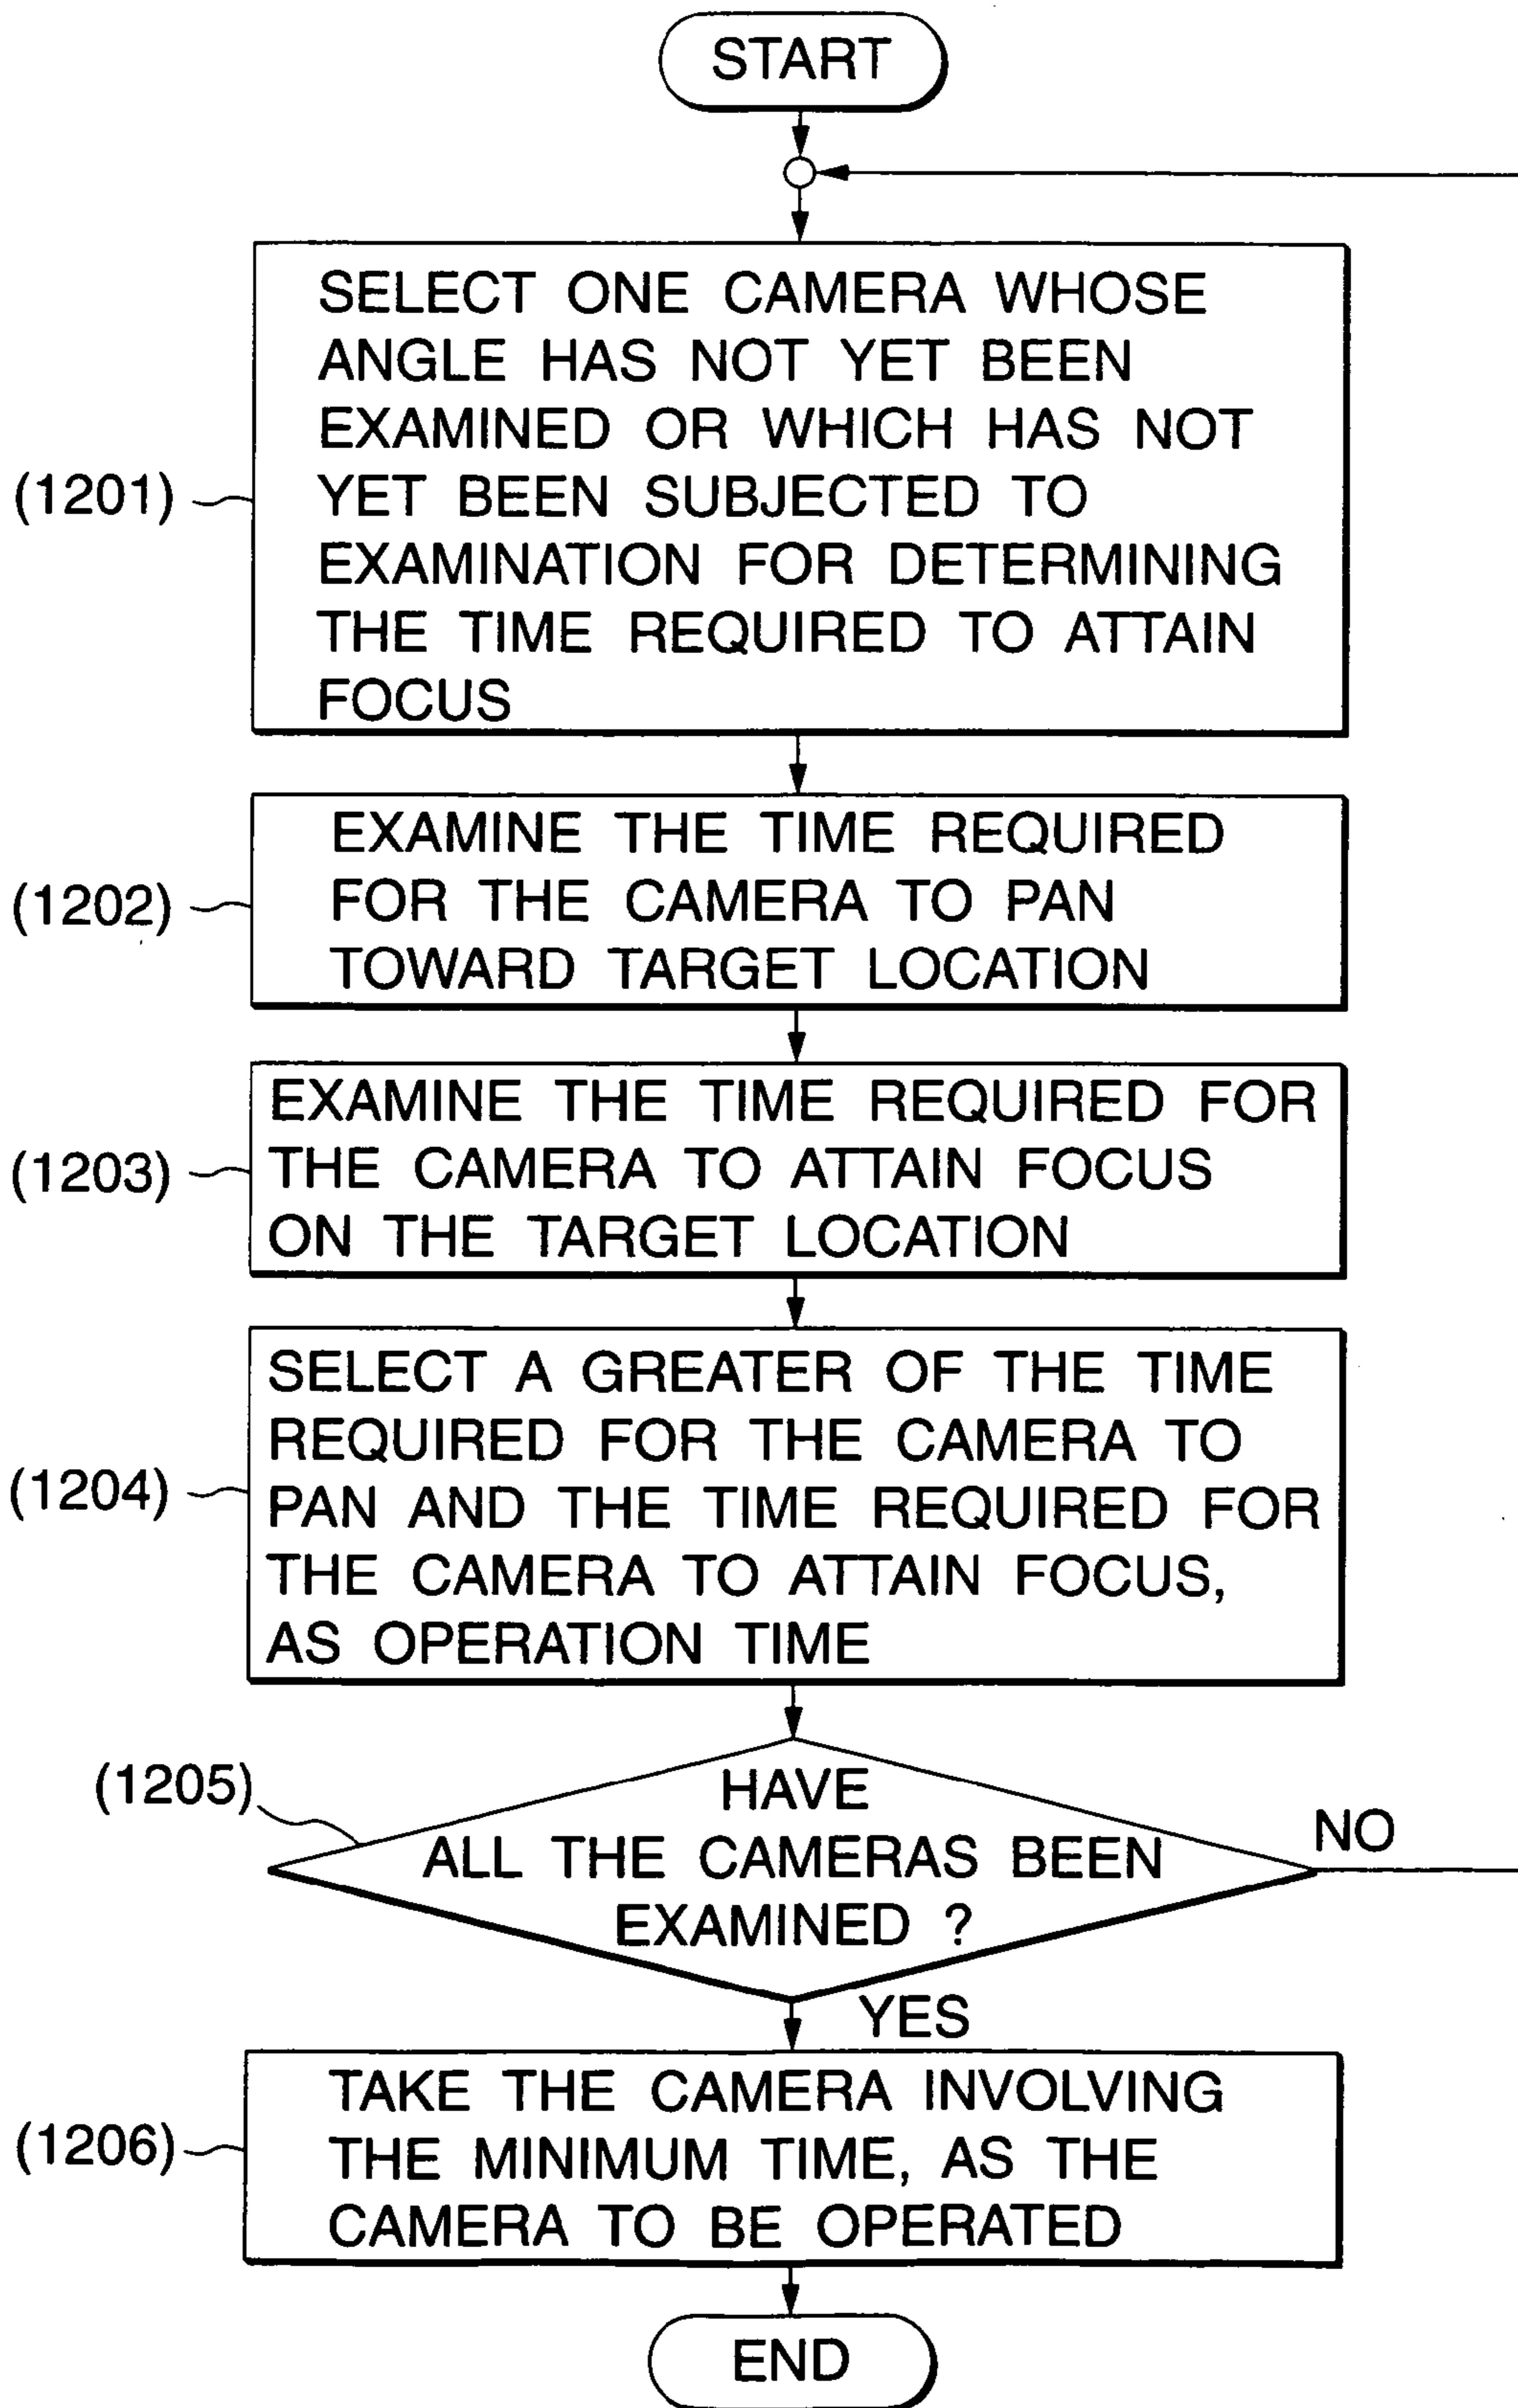 START
SELECT ONE CAMERA WHOSE
ANGLE HAS NOT YET BEEN
EXAMINED OR WHICH HAS NOT
YET BEEN SUBJECTED TO
EXAMINATION FOR DETERMINING
THE TIME REQUIRED TO ATTAIN
FOCUS
(1201)
EXAMINE THE TIME REQUIRED
FOR THE CAMERA TO PAN
TOWARD TARGET LOCATION
(1202)
EXAMINE THE TIME REQUIRED FOR
THE CAMERA TO ATTAIN FOCUS
ON THE TARGET LOCATION
(1203)
SELECT A GREATER OF THE TIME
REQUIRED FOR THE CAMERA TO
PAN AND THE TIME REQUIRED FOR
THE CAMERA TO ATTAIN FOCUS,
AS OPERATION TIME
(1204)
(1205)
HAVE
ALL THE CAMERAS BEEN
EXAMINED ?
NO
YES
TAKE THE CAMERA INVOLVING
THE MINIMUM TIME, AS THE
CAMERA TO BE OPERATED
(1206)
END